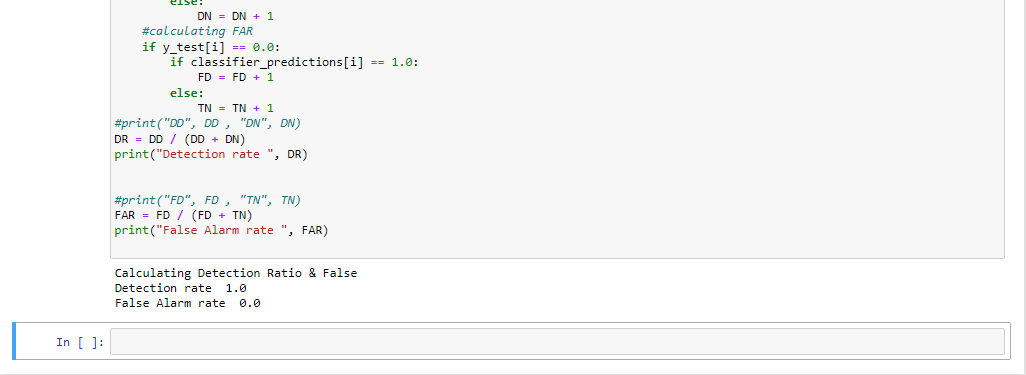 else:
DN = DN + 1
#calculating FAR
if y_test[i] == 0.0:
if classifier_predictions[i] == 1.0:
FD = FD + 1
else:
TN = TN + 1
#print("DD", DD , "DN", DN)
DR = DD / (DD + DN)
print("Detection rate ", DR)
#print("FD", FD , "TN", TN)
FAR = FD / (FD + TN)
print("False Alarm rate ", FAR)
Calculating Detection Ratio & False
Detection rate  1.0
False Alarm rate  0.0
In [ ]: